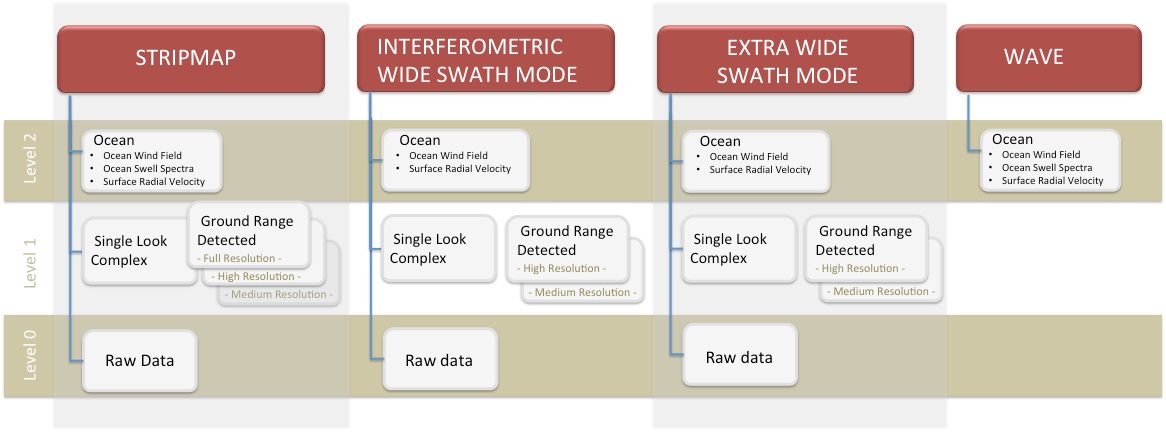 STRIPMAP
INTERFEROMETRIC
WIDE SWATH MODE
EXTRA WIDE
SWATH MODE
WAVE
Level 2
Ocean
• Ocean Wind Field
• Ocean Swell Spectra
• Surface Radial Velocity
Ocean
• Ocean Wind Field
• Surface Radial Velocity
Ocean
• Ocean Wind Field
• Surface Radial Velocity
Ocean
• Ocean Wind Field
• Ocean Swell Spectra
• Surface Radial Velocity
Level 1
Single Look
Complex
Ground Range
Detected
- Full Resolution -
- High Resolution -
- Medium Resolution -
Single Look
Complex
Ground Range
Detected
- High Resolution -
- Medium Resolution -
Single Look
Complex
Ground Range
Detected
- High Resolution -
- Medium Resolution -
Level 0
Raw Data
Raw data
Raw data